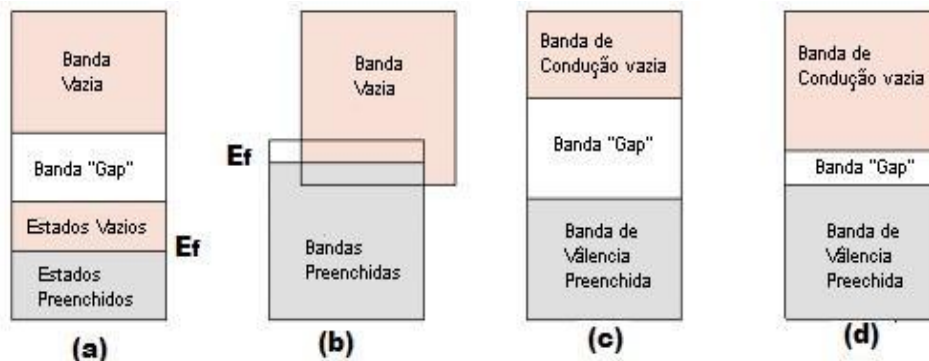 Banda
Vazia
Banda "Gap"
Estados Vazios
Ef
Estados
Preenchidos
(a)
Banda
Vazia
Ef
Bandas
Preenchidas
(b)
Banda de
Condução vazia
Banda "Gap"
Banda de
Vâlencia
Preenchida
(c)
Banda de
Condução vazia
Banda "Gap"
Banda de
Vâlencia
Preechida
(d)